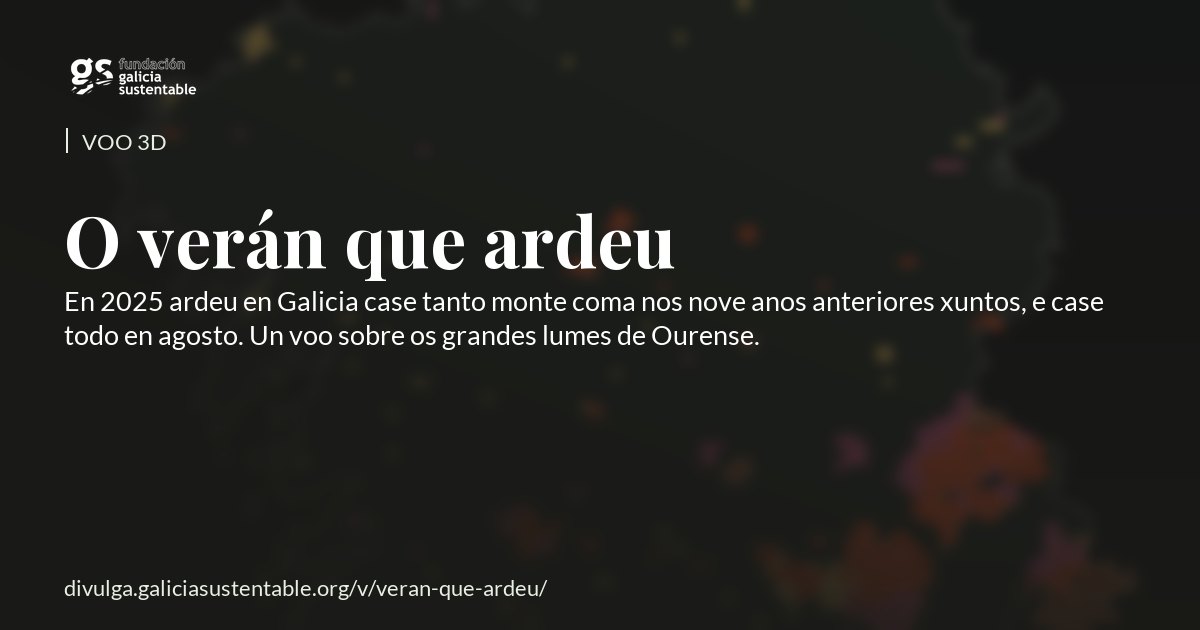 gs fundación
galicia
sustentable
VOO 3D
O verán que ardeu
En 2025 ardeu en Galicia case tanto monte coma nos nove anos anteriores xuntos, e case
todo en agosto. Un voo sobre os grandes lumes de Ourense.
divulga.galiciasustentable.org/v/veran-que-ardeu/